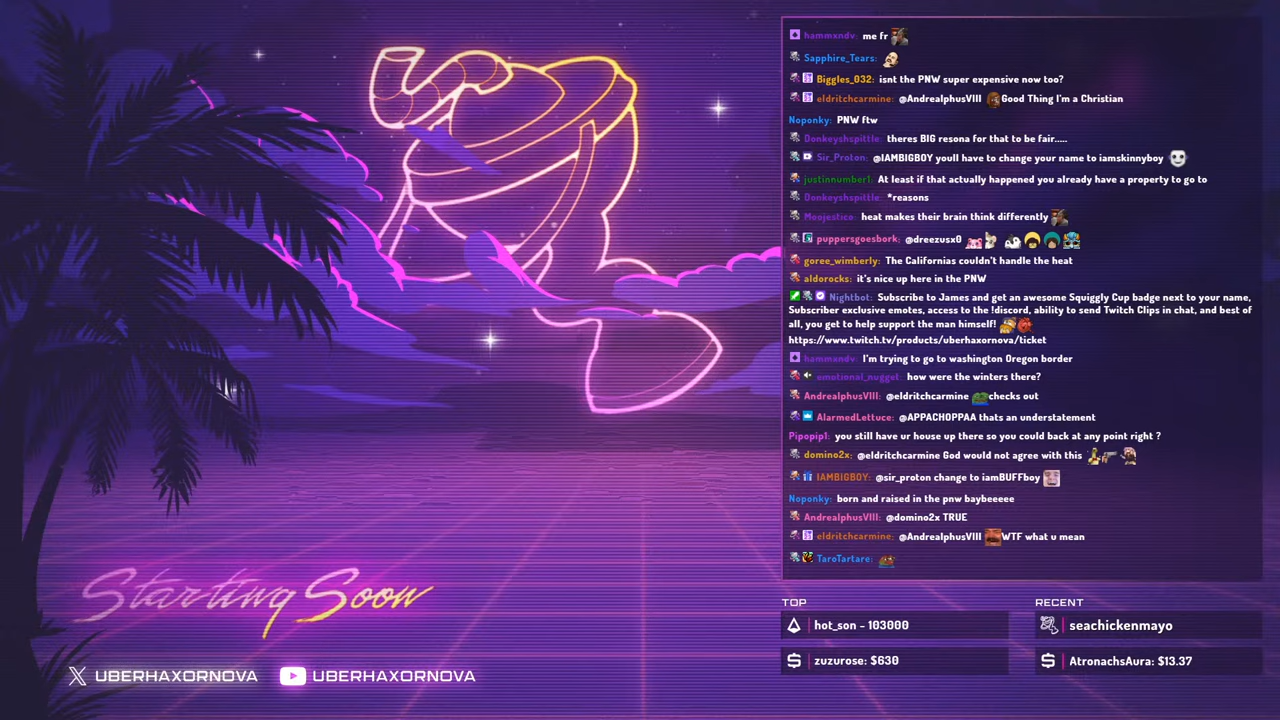 hammxndv: me fr
Sapphire_Tears:
Biggles_032: isnt the PNW super expensive now too?
eldritchcarmine: @AndrealphusVIII Good Thing I'm a Christian
Noponky: PNW ftw
Donkeyshspittle: theres BIG resona for that to be fair.....
Sir_Proton: @IAMBIGBOY youll have to change your name to iamskinnyboy
justinnumber1: At least if that actually happened you already have a property to go to
Donkeyshspittle: *reasons
Moojestico: heat makes their brain think differently
puppersgoesbork: @dreezusx0
goree_wimberly: The Californias couldn't handle the heat
aldorocks: it's nice up here in the PNW
Nightbot: Subscribe to James and get an awesome Squiggly Cup badge next to your name,
Subscriber exclusive emotes, access to the !discord, ability to send Twitch Clips in chat, and best of
all, you get to help support the man himself!
https://www.twitch.tv/products/uberhaxornova/ticket
hammxndv: I'm trying to go to washington Oregon border
emotional_nugget: how were the winters there?
AndrealphusVIII: @eldritchcarmine checks out
AlarmedLettuce: @APPACHOPPAA thats an understatement
Pipopip1: you still have ur house up there so you could back at any point right ?
domino2x: @eldritchcarmine God would not agree with this
IAMBIGBOY: @sir_proton change to iamBUFFboy
Noponky: born and raised in the pnw baybeeeee
AndrealphusVIII: @domino2x TRUE
eldritchcarmine: @AndrealphusVIII WTF what u mean
TaroTartare:
Starting Soon
TOP
RECENT
hot_son - 103000
seachickenmayo
zuzurose: $630
AtronachsAura: $13.37
UBERHAXORNOVA
UBERHAXORNOVA